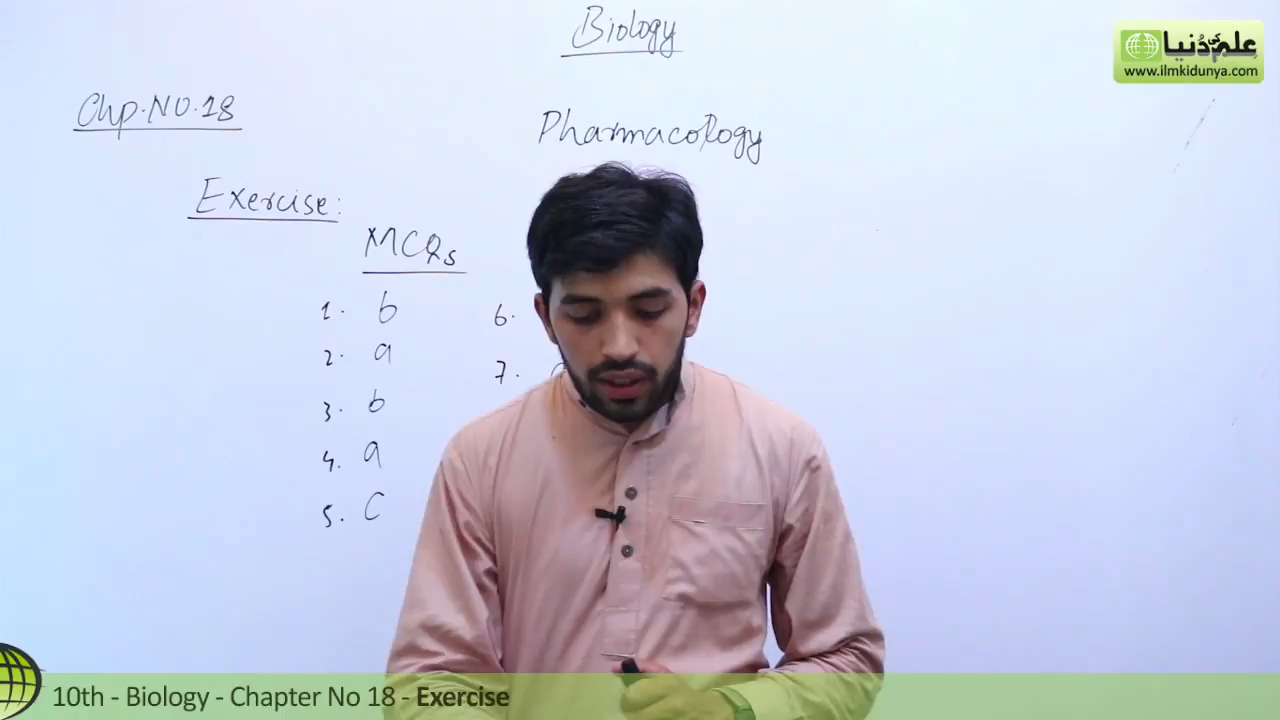 Biology
علم کی دُنیا
www.ilmkidunya.com
Chp.No.18
Pharmacology
Exercise:
MCQs
1. b
2. a
3. b
4. a
5. c
6.
7.
10th - Biology - Chapter No 18 - Exercise